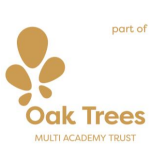 part of
Oak Trees
MULTI ACADEMY TRUST